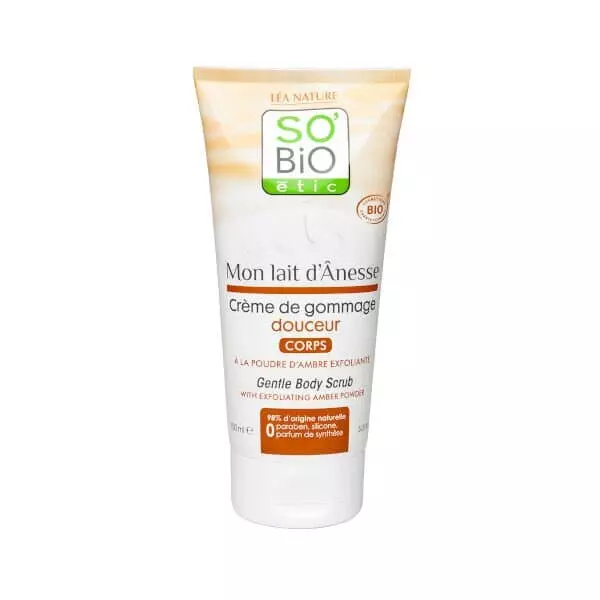 LÉA NATURE
SO'
BiO
étic
BIO
Mon lait d'Ânesse
Crème de gommage
douceur
CORPS
À LA POUDRE D'AMBRE EXFOLIANTE
Gentle Body Scrub
WITH EXFOLIATING AMBER POWDER
98% d'origine naturelle
0 paraben, silicone,
parfum de synthèse